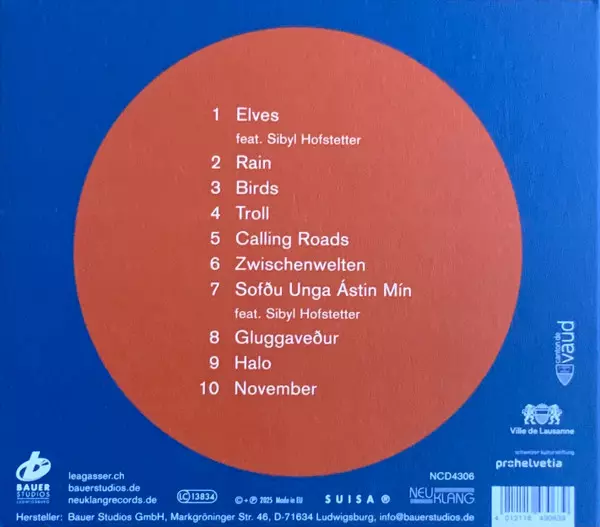 1 Elves
feat. Sibyl Hofstetter
2 Rain
3 Birds
4 Troll
5 Calling Roads
6 Zwischenwelten
7 Sofðu Unga Ástin Mín
feat. Sibyl Hofstetter
8 Gluggaveður
9 Halo
10 November
canton de
vaud
Ville de Lausanne
schweizer kulturstiftung
prohelvetia
BAUER
STUDIOS
LUDWIGSBURG
leagasser.ch
bauerstudios.de
neuklangrecords.de
LC 13834
© + ℗ 2025 Made in EU
SUISA ®
NCD4306
NEUKLANG
Hersteller: Bauer Studios GmbH, Markgröninger Str. 46, D-71634 Ludwigsburg, info@bauerstudios.de